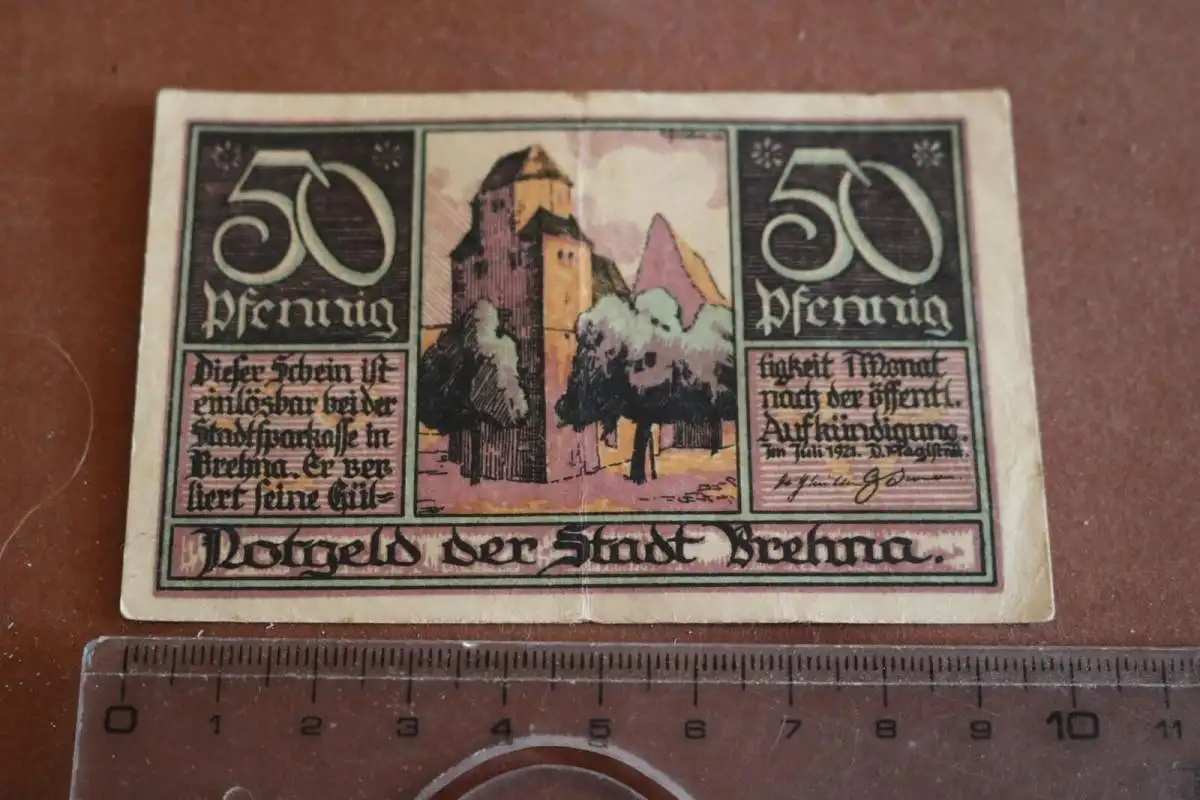 50
Pfennig
50
Pfennig
Dieser Schein ist
einlösbar bei der
Stadtsparkasse in
Brehna. Er ver
liert seine Gül=
tigkeit 1 Monat
nach der öffentl.
Aufkündigung.
Im Juli 1921. D. Magistrat.
Notgeld der Stadt Brehna.
0 1 2 3 4 5 6 7 8 9 10 11